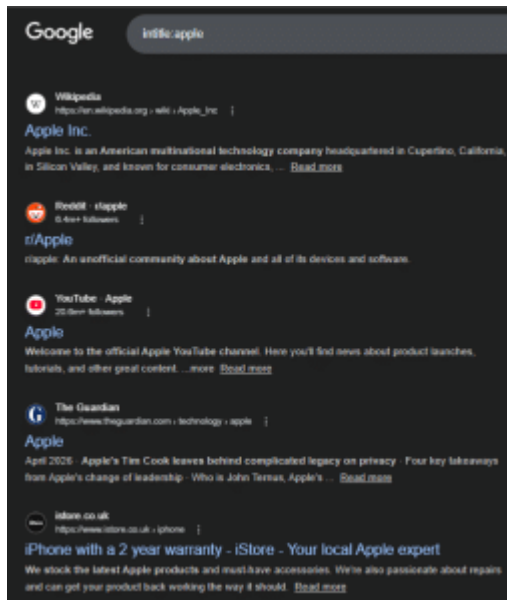 Google
intitle:apple
Wikipedia
https://en.wikipedia.org › wiki › Apple_Inc
Apple Inc.
Apple Inc. is an American multinational technology company headquartered in Cupertino, California,
in Silicon Valley, and known for consumer electronics, ... Read more
Reddit · r/apple
6.4m+ followers
r/Apple
r/apple: An unofficial community about Apple and all of its devices and software.
YouTube · Apple
20.6m+ followers
Apple
Welcome to the official Apple YouTube channel. Here you'll find news about product launches,
tutorials, and other great content. ...more Read more
The Guardian
https://www.theguardian.com › technology › apple
Apple
April 2026 · Apple's Tim Cook leaves behind complicated legacy on privacy · Four key takeaways
from Apple's change of leadership · Who is John Ternus, Apple's ... Read more
istore.co.uk
https://www.istore.co.uk › iphone
iPhone with a 2 year warranty - iStore - Your local Apple expert
We stock the latest Apple products and must-have accessories. We're also passionate about repairs
and can get your product back working the way it should. Read more